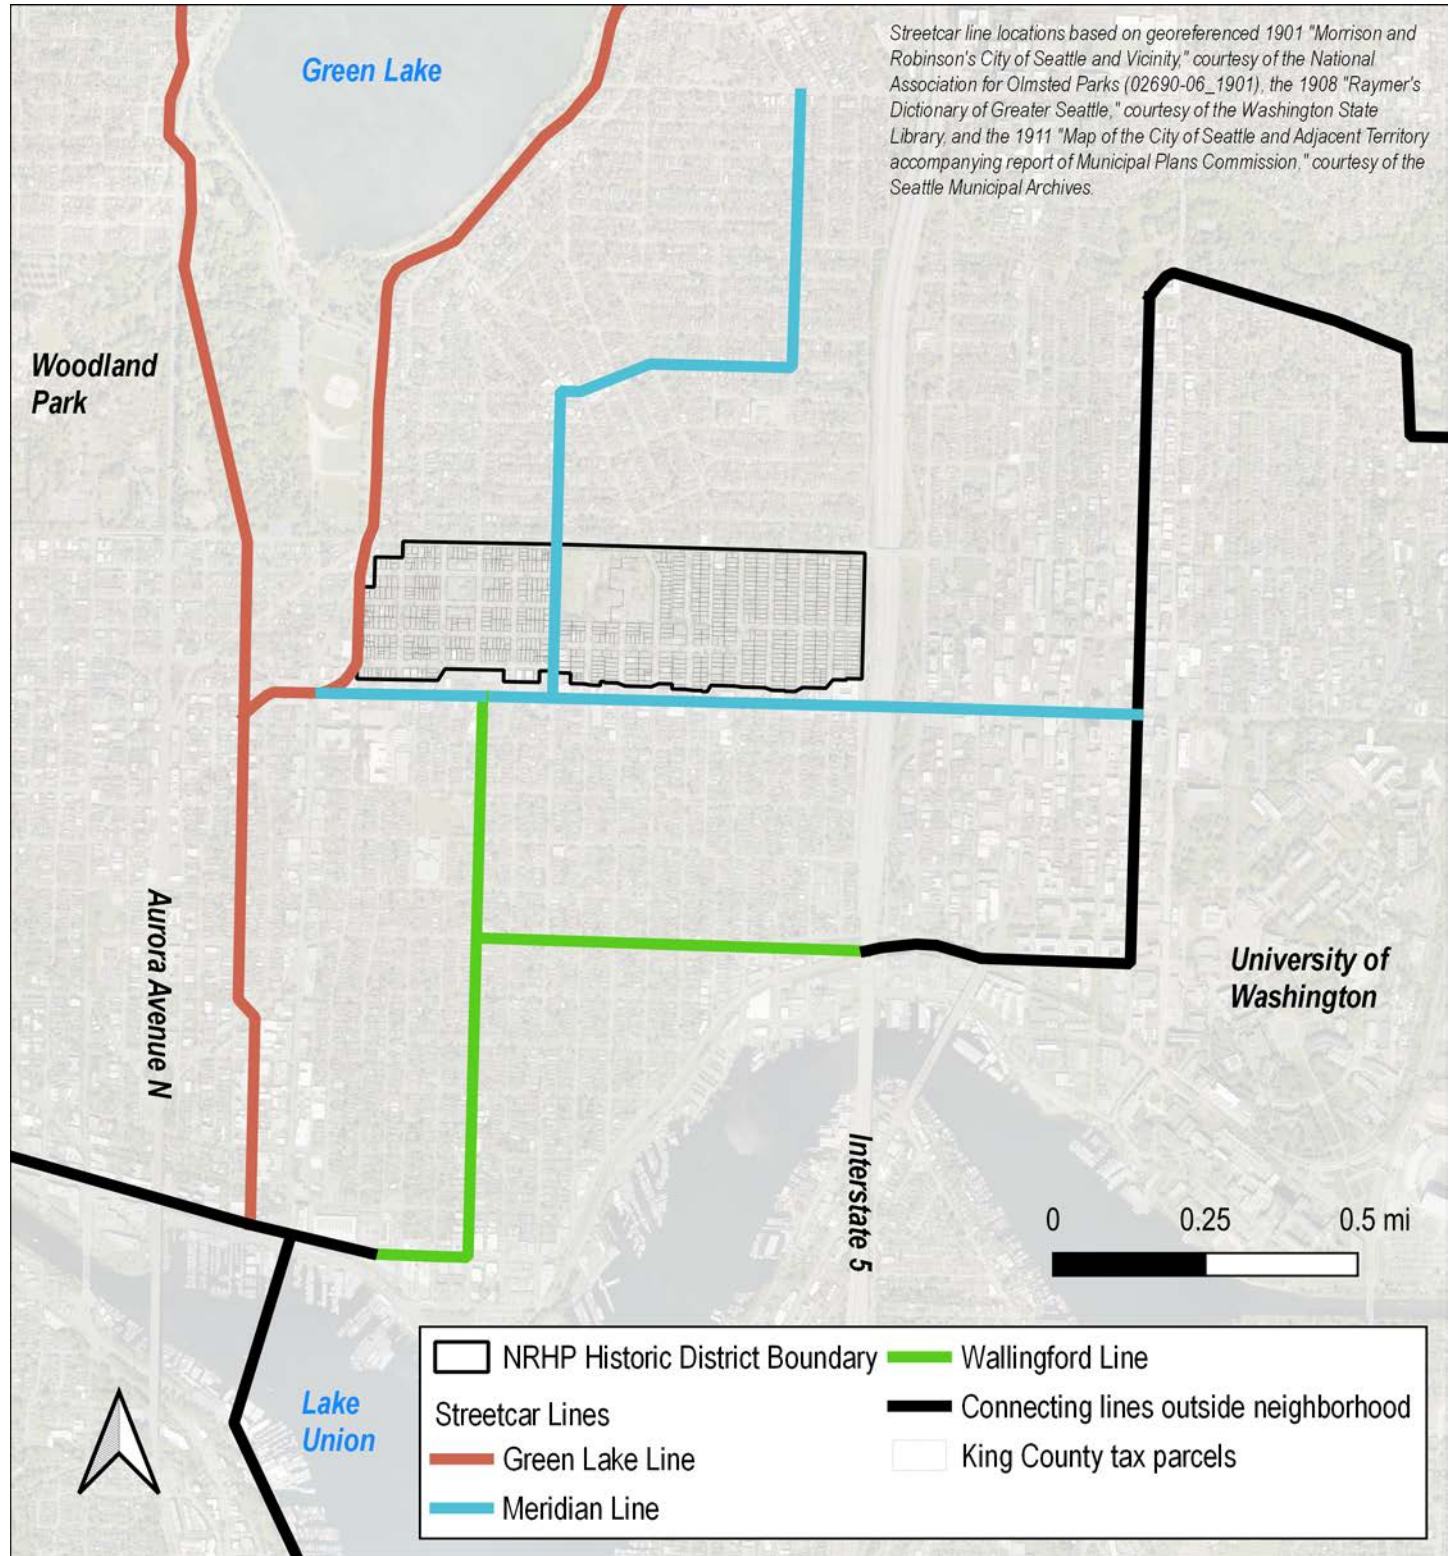 Streetcar line locations based on georeferenced 1901 "Morrison and
Robinson's City of Seattle and Vicinity," courtesy of the National
Association for Olmsted Parks (02690-06_1901), the 1908 "Raymer's
Dictionary of Greater Seattle," courtesy of the Washington State
Library, and the 1911 "Map of the City of Seattle and Adjacent Territory
accompanying report of Municipal Plans Commission," courtesy of the
Seattle Municipal Archives.
Green Lake
Woodland
Park
Aurora Avenue N
University of
Washington
Interstate 5
0 0.25 0.5 mi
Lake
Union
NRHP Historic District Boundary
Streetcar Lines
Green Lake Line
Meridian Line
Wallingford Line
Connecting lines outside neighborhood
King County tax parcels